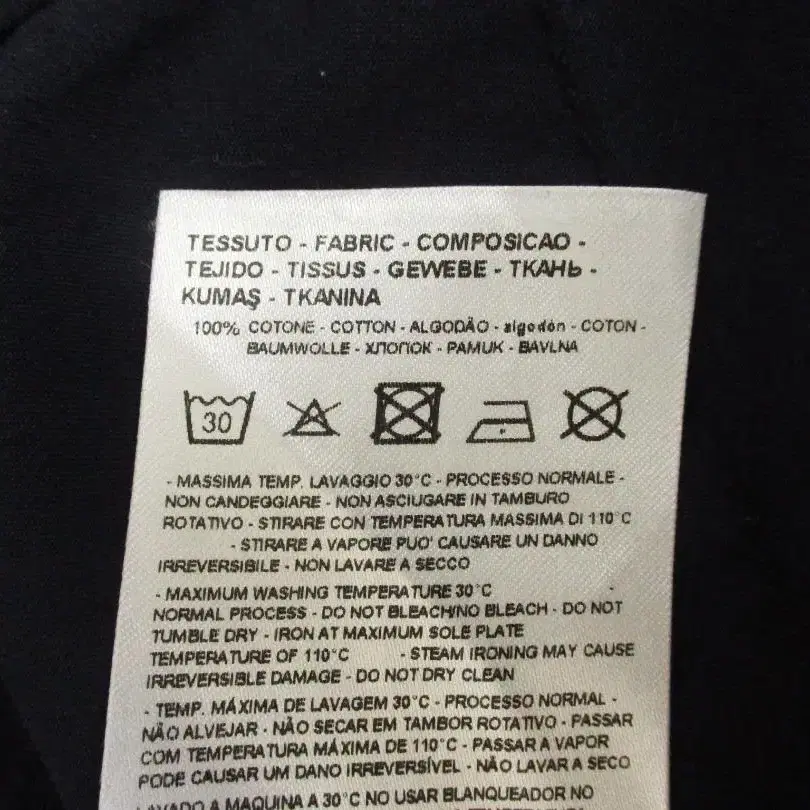 TESSUTO - FABRIC - COMPOSICAO -
TEJIDO - TISSUS - GEWEBE - ТКАНЬ -
KUMAŞ - TKANINA
100% COTONE - COTTON - ALGODÃO - algodón - COTON -
BAUMWOLLE - ХЛОПОК - PAMUK - BAVLNA
30
- MASSIMA TEMP. LAVAGGIO 30°C - PROCESSO NORMALE -
NON CANDEGGIARE - NON ASCIUGARE IN TAMBURO
ROTATIVO - STIRARE CON TEMPERATURA MASSIMA DI 110°C
- STIRARE A VAPORE PUO' CAUSARE UN DANNO
IRREVERSIBILE - NON LAVARE A SECCO
- MAXIMUM WASHING TEMPERATURE 30°C
NORMAL PROCESS - DO NOT BLEACH/NO BLEACH - DO NOT
TUMBLE DRY - IRON AT MAXIMUM SOLE PLATE
TEMPERATURE OF 110°C - STEAM IRONING MAY CAUSE
IRREVERSIBLE DAMAGE - DO NOT DRY CLEAN
- TEMP. MÁXIMA DE LAVAGEM 30°C - PROCESSO NORMAL -
NÃO ALVEJAR - NÃO SECAR EM TAMBOR ROTATIVO - PASSAR
COM TEMPERATURA MÁXIMA DE 110°C - PASSAR A VAPOR
PODE CAUSAR UM DANO IRREVERSÍVEL - NÃO LAVAR A SECO
LAVADO A MAQUINA A 30°C NO USAR BLANQUEADOR NO